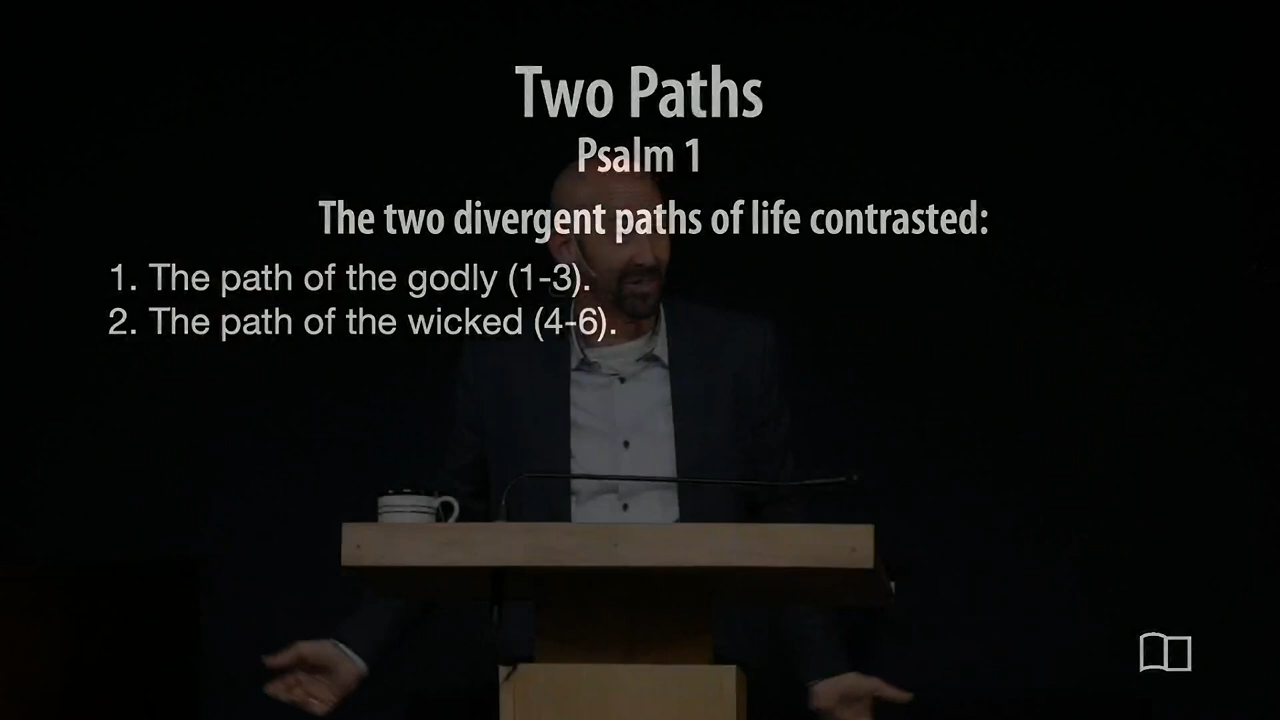 Two Paths
Psalm 1
The two divergent paths of life contrasted:
1. The path of the godly (1-3).
2. The path of the wicked (4-6).